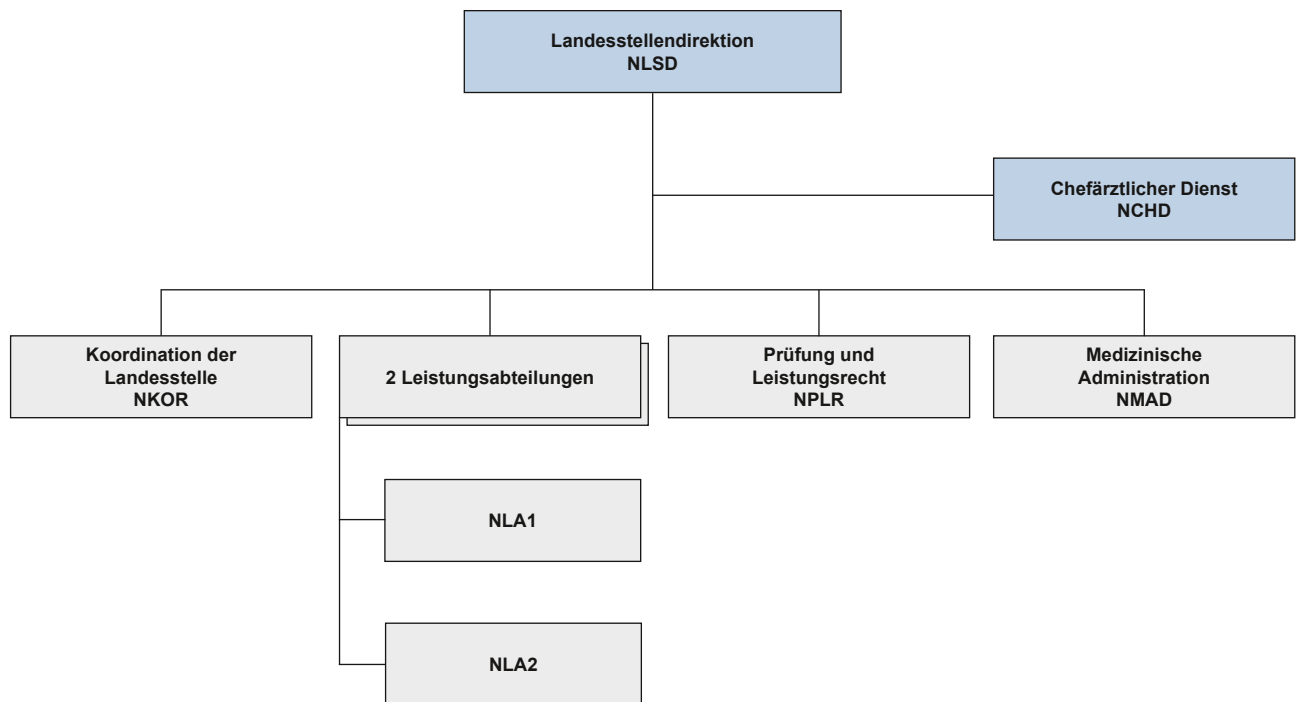 Landesstellendirektion
NLSD
Chefärztlicher Dienst
NCHD
Koordination der
Landesstelle
NKOR
2 Leistungsabteilungen
Prüfung und
Leistungsrecht
NPLR
Medizinische
Administration
NMAD
NLA1
NLA2